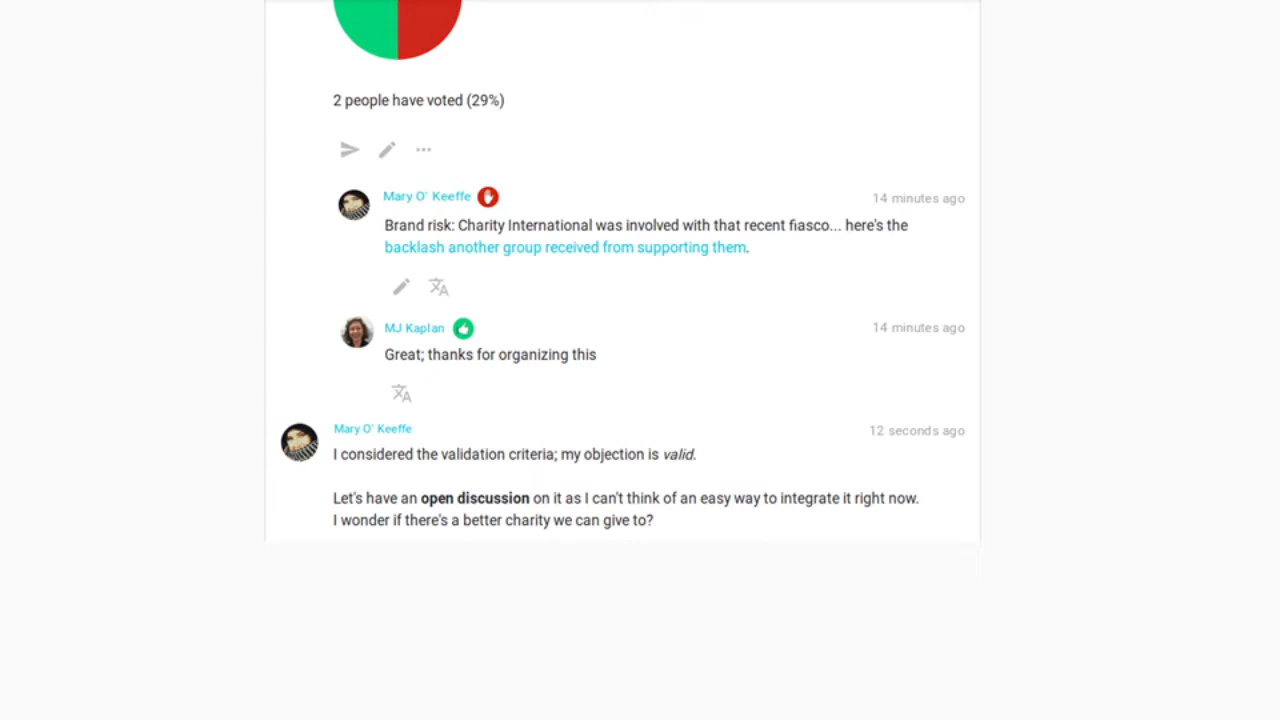 2 people have voted (29%)
Mary O' Keeffe 14 minutes ago
Brand risk: Charity International was involved with that recent fiasco... here's the
backlash another group received from supporting them.
MJ Kaplan 14 minutes ago
Great; thanks for organizing this
Mary O' Keeffe 12 seconds ago
I considered the validation criteria; my objection is valid.
Let's have an open discussion on it as I can't think of an easy way to integrate it right now.
I wonder if there's a better charity we can give to?